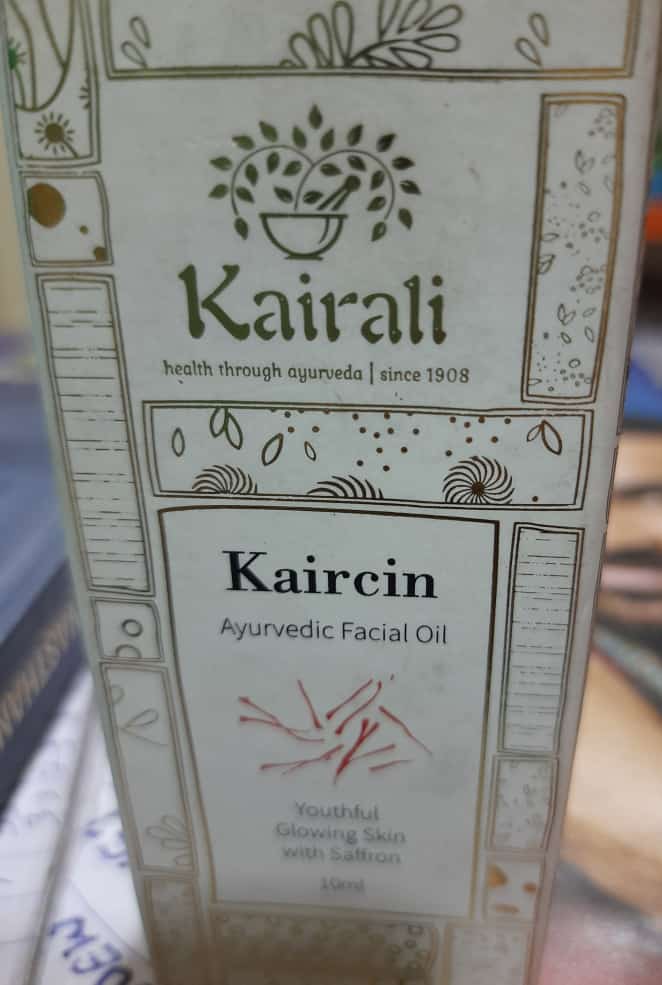 Kairali
health through ayurveda | since 1908
Kaircin
Ayurvedic Facial Oil
Youthful
Glowing Skin
with Saffron
10ml